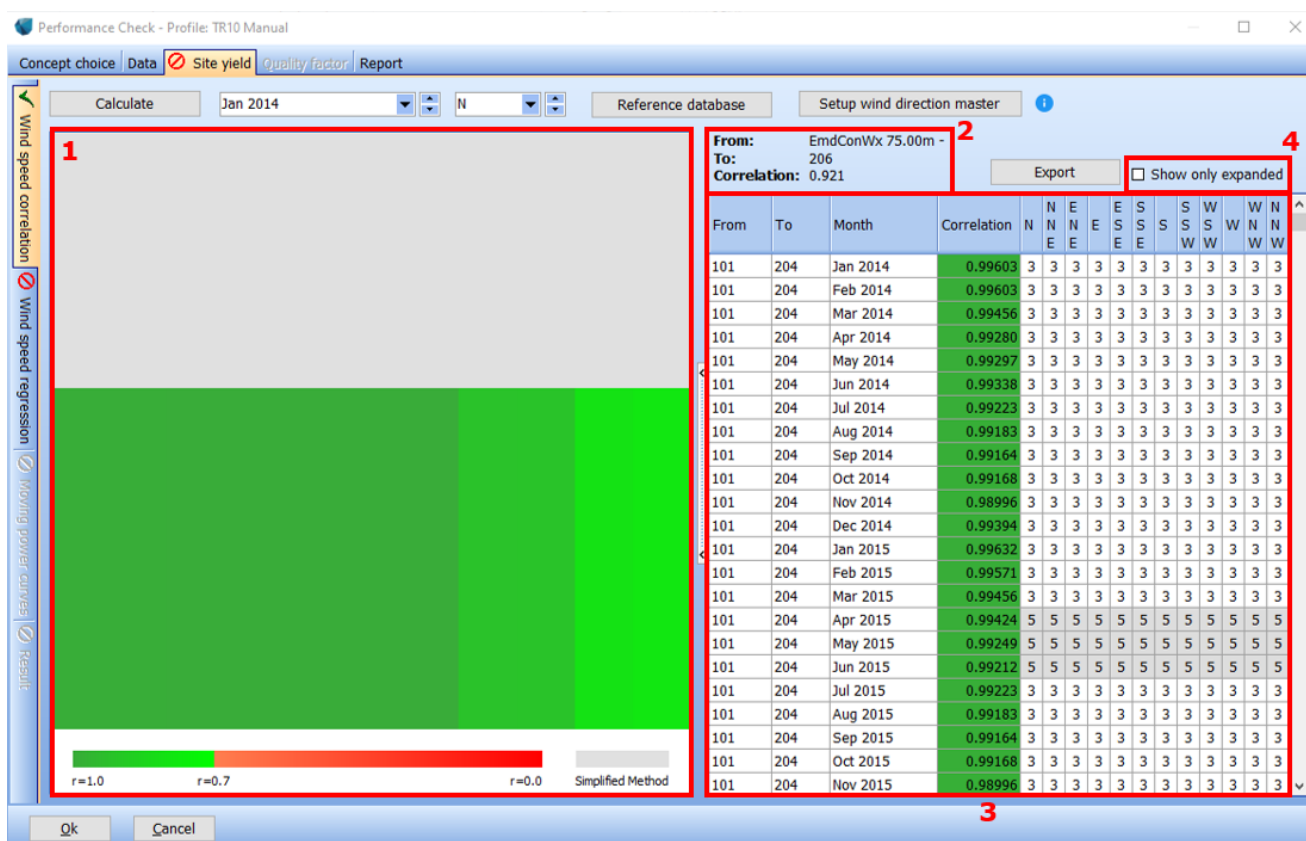 Performance Check - Profile: TR10 Manual
Concept choice Data Site yield Quality factor Report
Calculate Jan 2014 N Reference database Setup wind direction master i
Wind speed correlation
Wind speed regression
Moving power curves
Result
1
From: EmdConWx 75.00m -
To: 206
Correlation: 0.921
2
Export
Show only expanded
4
From To Month Correlation N NNE ENE E ESE SSE S SSW WSW W WNW NNW
101 204 Jan 2014 0.99603 3 3 3 3 3 3 3 3 3 3 3 3
101 204 Feb 2014 0.99603 3 3 3 3 3 3 3 3 3 3 3 3
101 204 Mar 2014 0.99456 3 3 3 3 3 3 3 3 3 3 3 3
101 204 Apr 2014 0.99280 3 3 3 3 3 3 3 3 3 3 3 3
101 204 May 2014 0.99297 3 3 3 3 3 3 3 3 3 3 3 3
101 204 Jun 2014 0.99338 3 3 3 3 3 3 3 3 3 3 3 3
101 204 Jul 2014 0.99223 3 3 3 3 3 3 3 3 3 3 3 3
101 204 Aug 2014 0.99183 3 3 3 3 3 3 3 3 3 3 3 3
101 204 Sep 2014 0.99164 3 3 3 3 3 3 3 3 3 3 3 3
101 204 Oct 2014 0.99168 3 3 3 3 3 3 3 3 3 3 3 3
101 204 Nov 2014 0.98996 3 3 3 3 3 3 3 3 3 3 3 3
101 204 Dec 2014 0.99394 3 3 3 3 3 3 3 3 3 3 3 3
101 204 Jan 2015 0.99632 3 3 3 3 3 3 3 3 3 3 3 3
101 204 Feb 2015 0.99571 3 3 3 3 3 3 3 3 3 3 3 3
101 204 Mar 2015 0.99456 3 3 3 3 3 3 3 3 3 3 3 3
101 204 Apr 2015 0.99424 5 5 5 5 5 5 5 5 5 5 5 5
101 204 May 2015 0.99249 5 5 5 5 5 5 5 5 5 5 5 5
101 204 Jun 2015 0.99212 5 5 5 5 5 5 5 5 5 5 5 5
101 204 Jul 2015 0.99223 3 3 3 3 3 3 3 3 3 3 3 3
101 204 Aug 2015 0.99183 3 3 3 3 3 3 3 3 3 3 3 3
101 204 Sep 2015 0.99164 3 3 3 3 3 3 3 3 3 3 3 3
101 204 Oct 2015 0.99168 3 3 3 3 3 3 3 3 3 3 3 3
101 204 Nov 2015 0.98996 3 3 3 3 3 3 3 3 3 3 3 3
r=1.0 r=0.7 r=0.0 Simplified Method
3
Ok Cancel